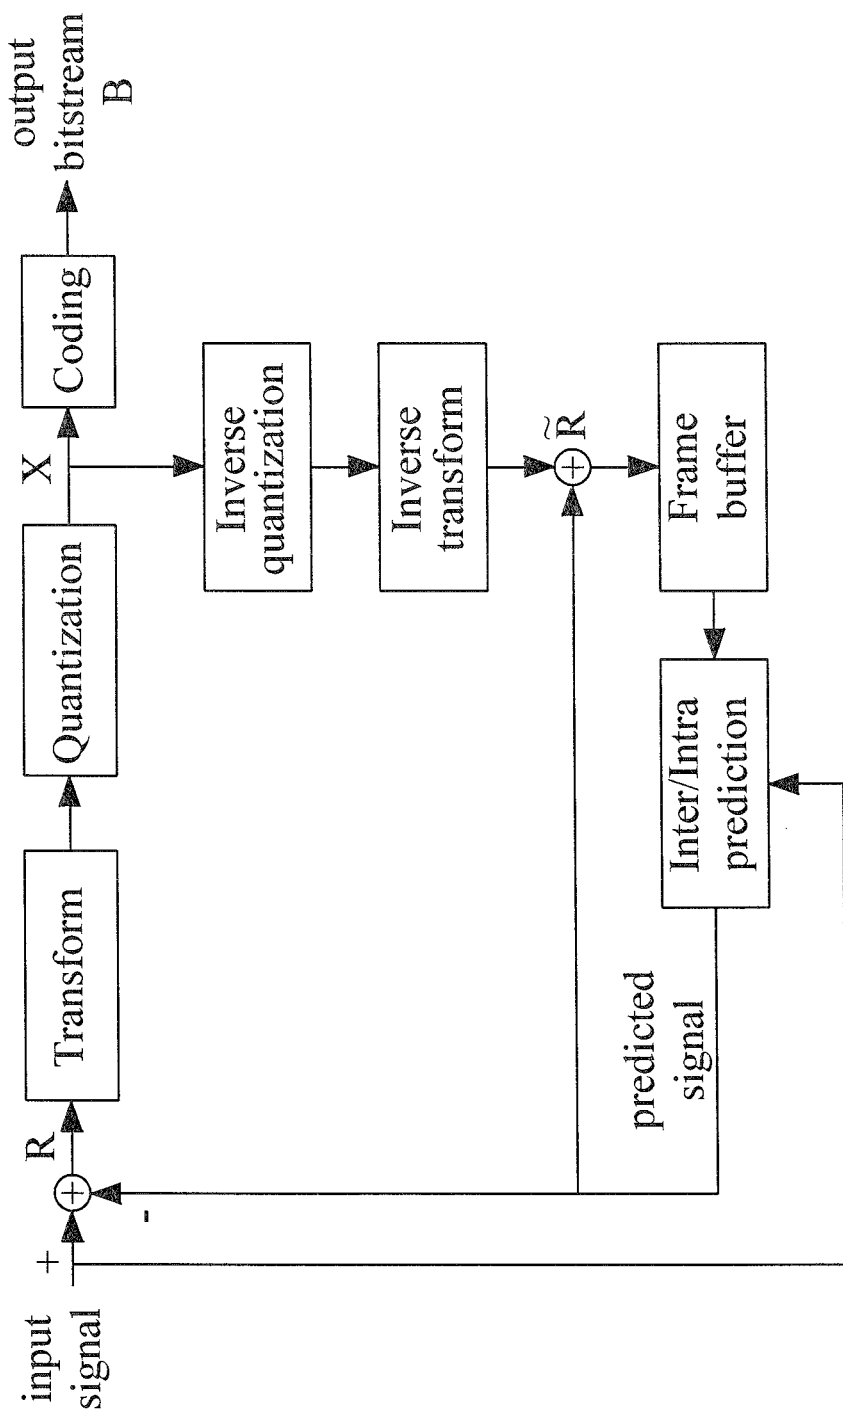 input
signal
+
-
+
R
Transform
Quantization
X
Coding
output
bitstream
B
Inverse
quantization
Inverse
transform
+
R̃
Frame
buffer
Inter/Intra
prediction
predicted
signal